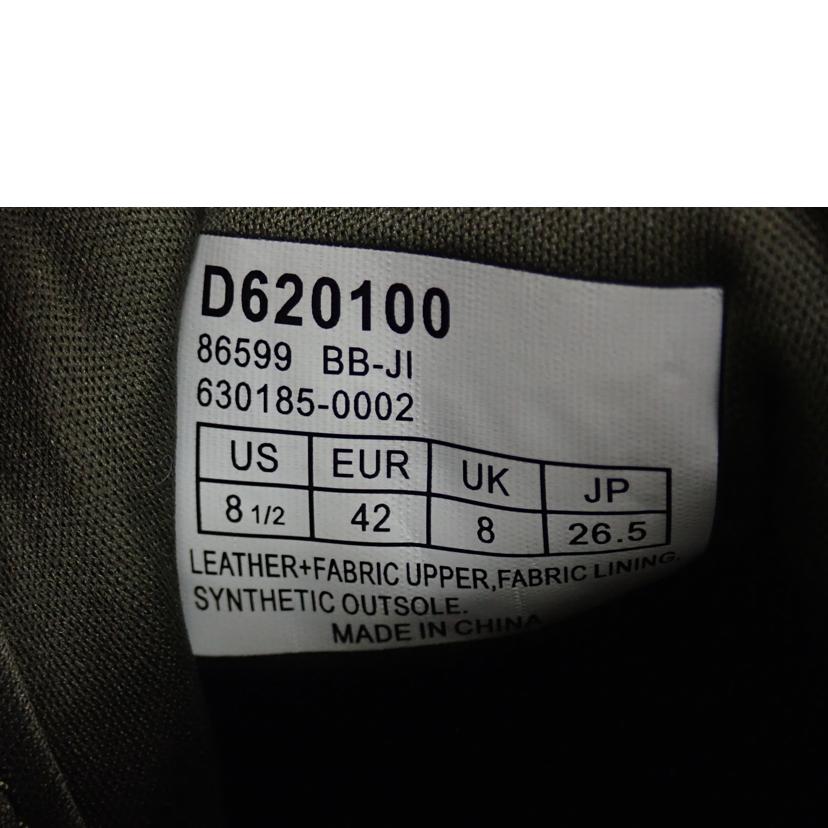 D620100
86599 BB-JI
630185-0002
US EUR UK JP
8 1/2 42 8 26.5
LEATHER+FABRIC UPPER,FABRIC LINING.
SYNTHETIC OUTSOLE.
MADE IN CHINA